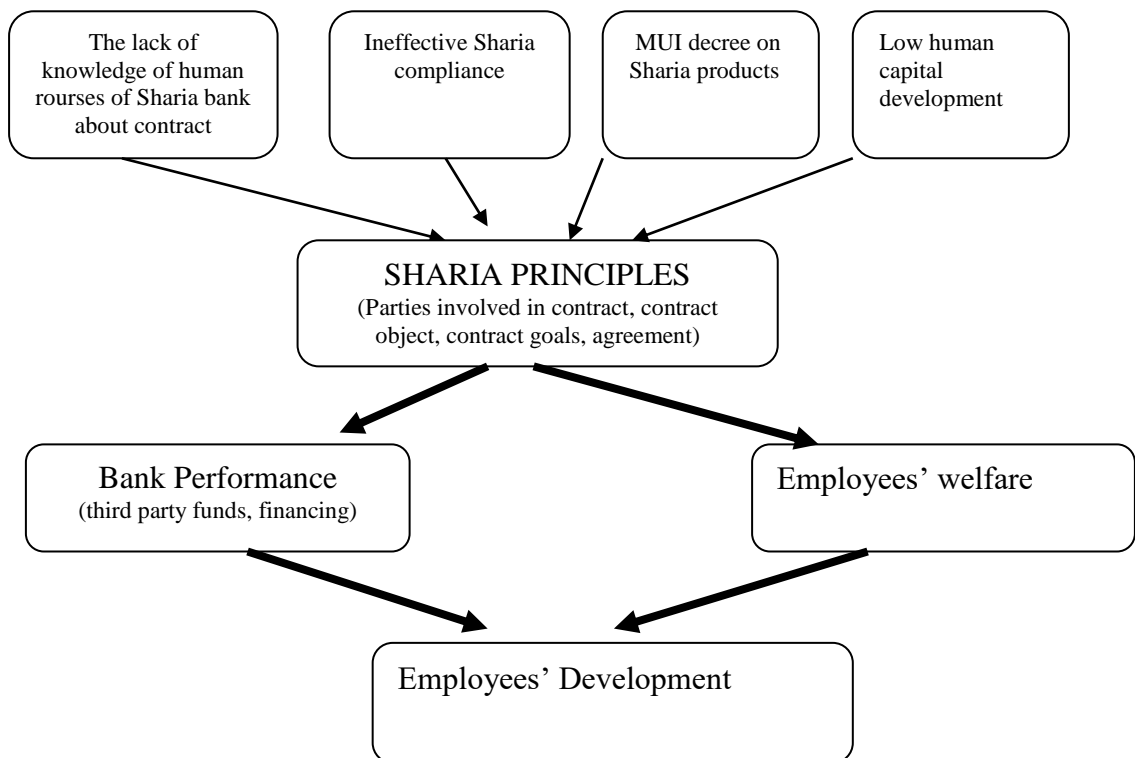 The lack of
knowledge of human
rourses of Sharia bank
about contract
Ineffective Sharia
compliance
MUI decree on
Sharia products
Low human
capital
development
SHARIA PRINCIPLES
(Parties involved in contract, contract
object, contract goals, agreement)
Bank Performance
(third party funds, financing)
Employees’ welfare
Employees’ Development